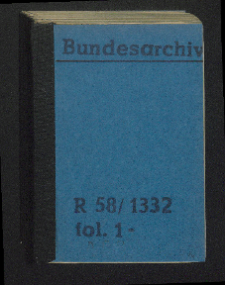 Bundesarchiv
R 58/1332
fol. 1-